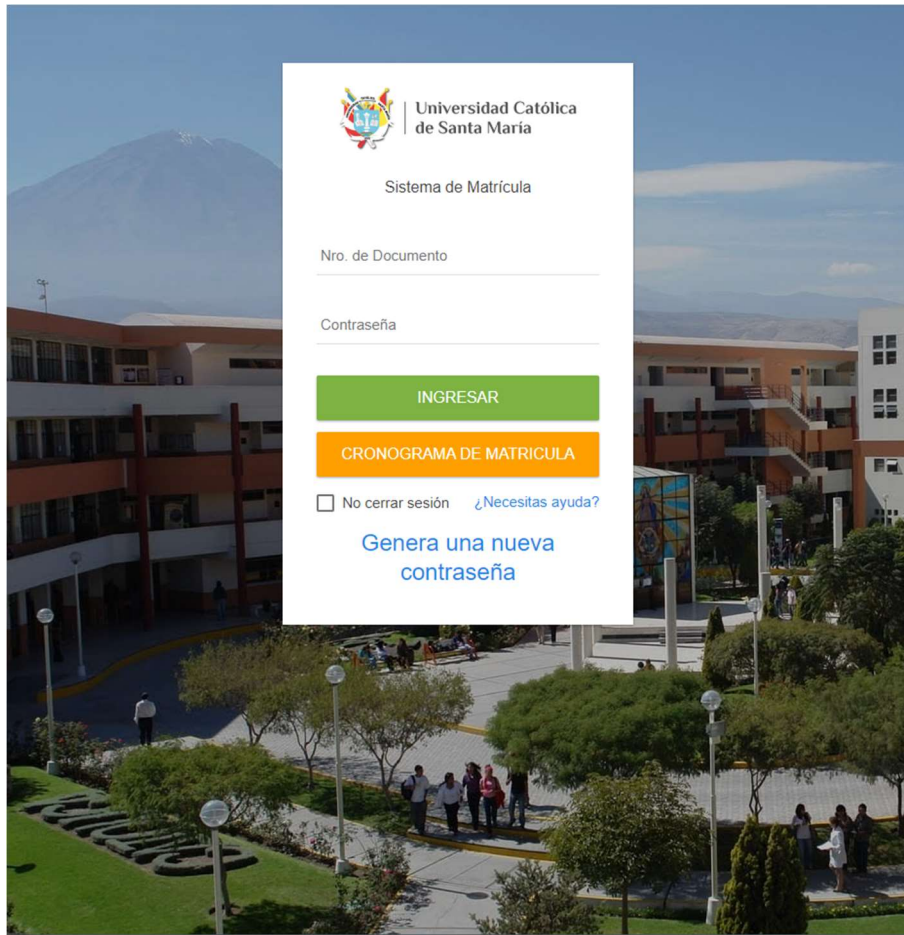 Universidad Católica
de Santa María
Sistema de Matrícula
Nro. de Documento
Contraseña
INGRESAR
CRONOGRAMA DE MATRICULA
No cerrar sesión ¿Necesitas ayuda?
Genera una nueva
contraseña